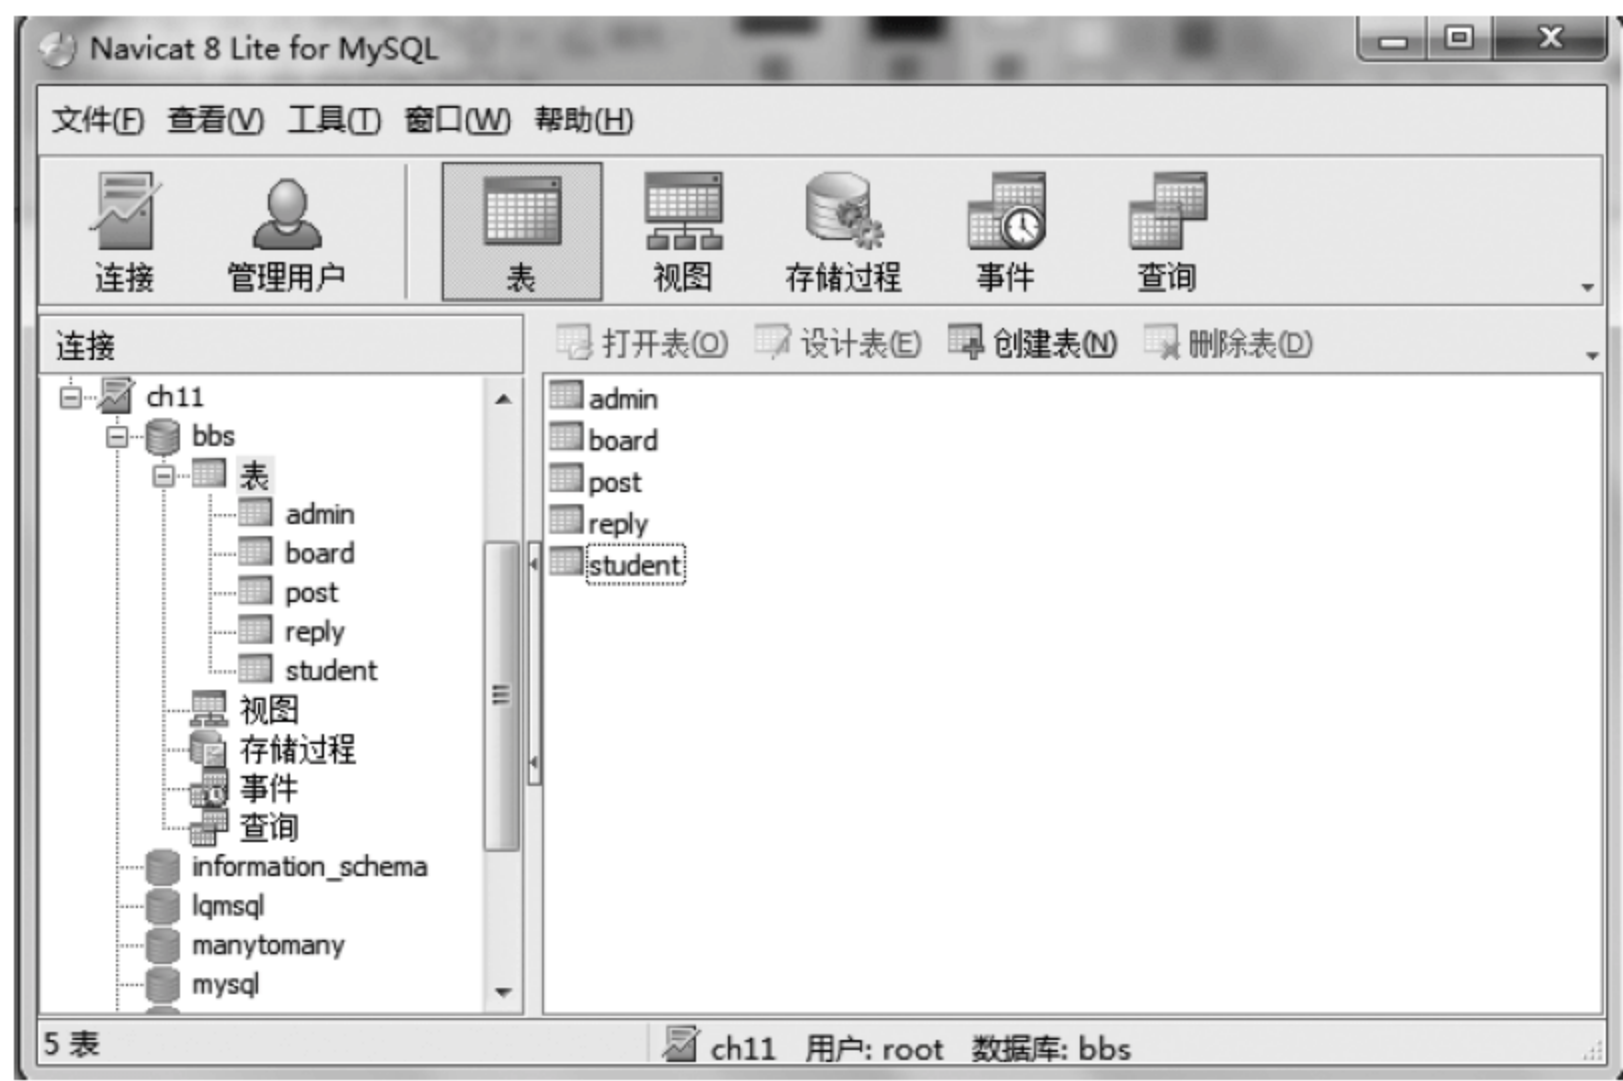 Navicat 8 Lite for MySQL
文件(F) 查看(V) 工具(T) 窗口(W) 帮助(H)
连接 管理用户 表 视图 存储过程 事件 查询
连接
打开表(O) 设计表(E) 创建表(N) 删除表(D)
ch11
bbs
表
admin
board
post
reply
student
视图
存储过程
事件
查询
information_schema
lqmsql
manytomany
mysql
admin
board
post
reply
student
5 表
ch11 用户: root 数据库: bbs